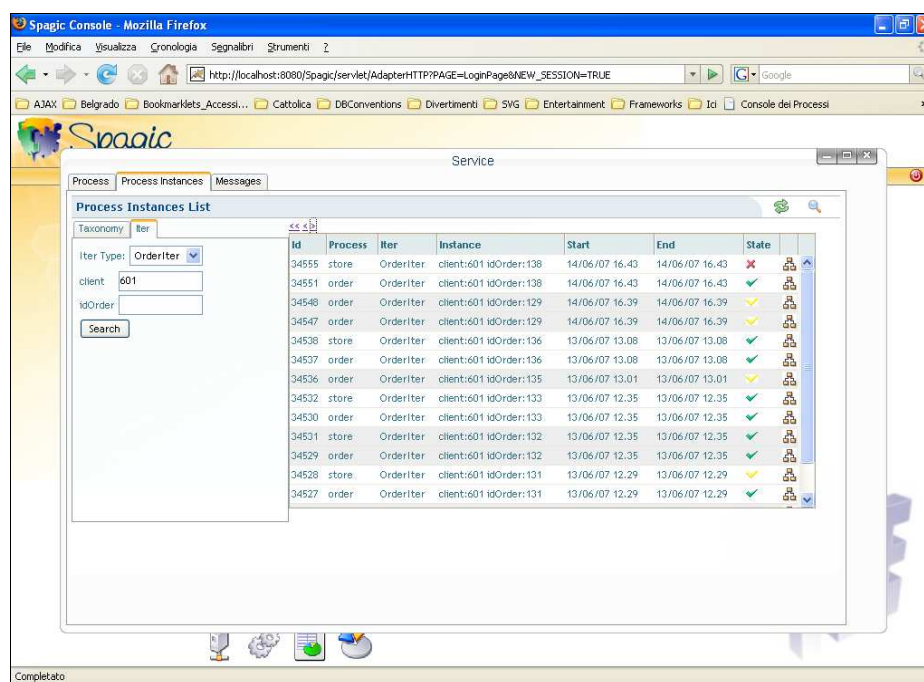 Spagic Console - Mozilla Firefox
File Modifica Visualizza Cronologia Segnalibri Strumenti ?
http://localhost:8080/Spagic/servlet/AdapterHTTP?PAGE=LoginPage&NEW_SESSION=TRUE G Google
AJAX Belgrado Bookmarklets_Accessi... Cattolica DBConventions Divertimenti SVG Entertainment Frameworks Ici Console dei Processi
Spagic
Service
Process Process Instances Messages
Process Instances List
Taxonomy Iter
Iter Type: OrderIter
client 601
idOrder
Search
<< < >
Id Process Iter Instance Start End State
34555 store OrderIter client:601 idOrder:138 14/06/07 16.43 14/06/07 16.43
34551 order OrderIter client:601 idOrder:138 14/06/07 16.43 14/06/07 16.43
34548 order OrderIter client:601 idOrder:129 14/06/07 16.39 14/06/07 16.39
34547 order OrderIter client:601 idOrder:129 14/06/07 16.39 14/06/07 16.39
34538 store OrderIter client:601 idOrder:136 13/06/07 13.08 13/06/07 13.08
34537 order OrderIter client:601 idOrder:136 13/06/07 13.08 13/06/07 13.08
34536 order OrderIter client:601 idOrder:135 13/06/07 13.01 13/06/07 13.01
34532 store OrderIter client:601 idOrder:133 13/06/07 12.35 13/06/07 12.35
34530 order OrderIter client:601 idOrder:133 13/06/07 12.35 13/06/07 12.35
34531 store OrderIter client:601 idOrder:132 13/06/07 12.35 13/06/07 12.35
34529 order OrderIter client:601 idOrder:132 13/06/07 12.35 13/06/07 12.35
34528 store OrderIter client:601 idOrder:131 13/06/07 12.29 13/06/07 12.29
34527 order OrderIter client:601 idOrder:131 13/06/07 12.29 13/06/07 12.29
Completato